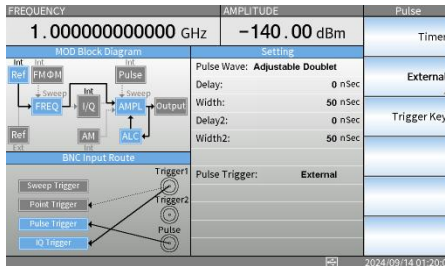 FREQUENCY
AMPLITUDE
Pulse
1.000000000000 GHz
-140.00 dBm
Timer
MOD Block Diagram
Setting
Int
Int
Int
Ref
FMΦM
Pulse
Sweep
Int
Sweep
FREQ
I/Q
AMPL
Output
Ref
AM
ALC
Ext
Int
Pulse Wave: Adjustable Doublet
Delay: 0 nSec
Width: 50 nSec
Delay2: 0 nSec
Width2: 50 nSec
Pulse Trigger: External
External
Trigger Key
BNC Input Route
Trigger1
Sweep Trigger
Point Trigger
Trigger2
Pulse Trigger
Pulse
IQ Trigger
2024/09/14 01:20: